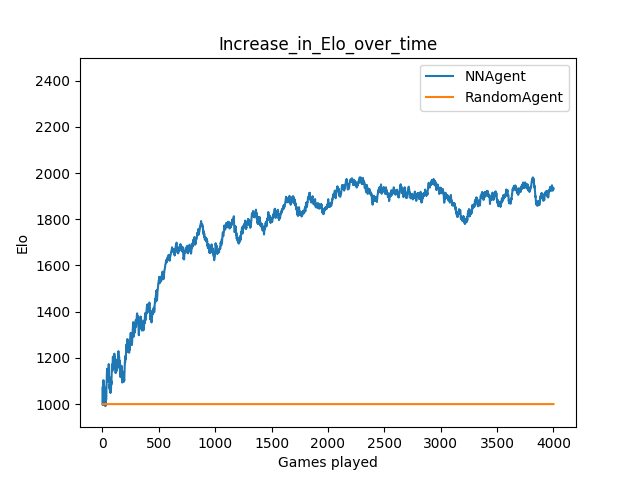 Increase_in_Elo_over_time
NNAgent
RandomAgent
2400
2200
2000
1800
1600
1400
1200
1000
Elo
0 500 1000 1500 2000 2500 3000 3500 4000
Games played